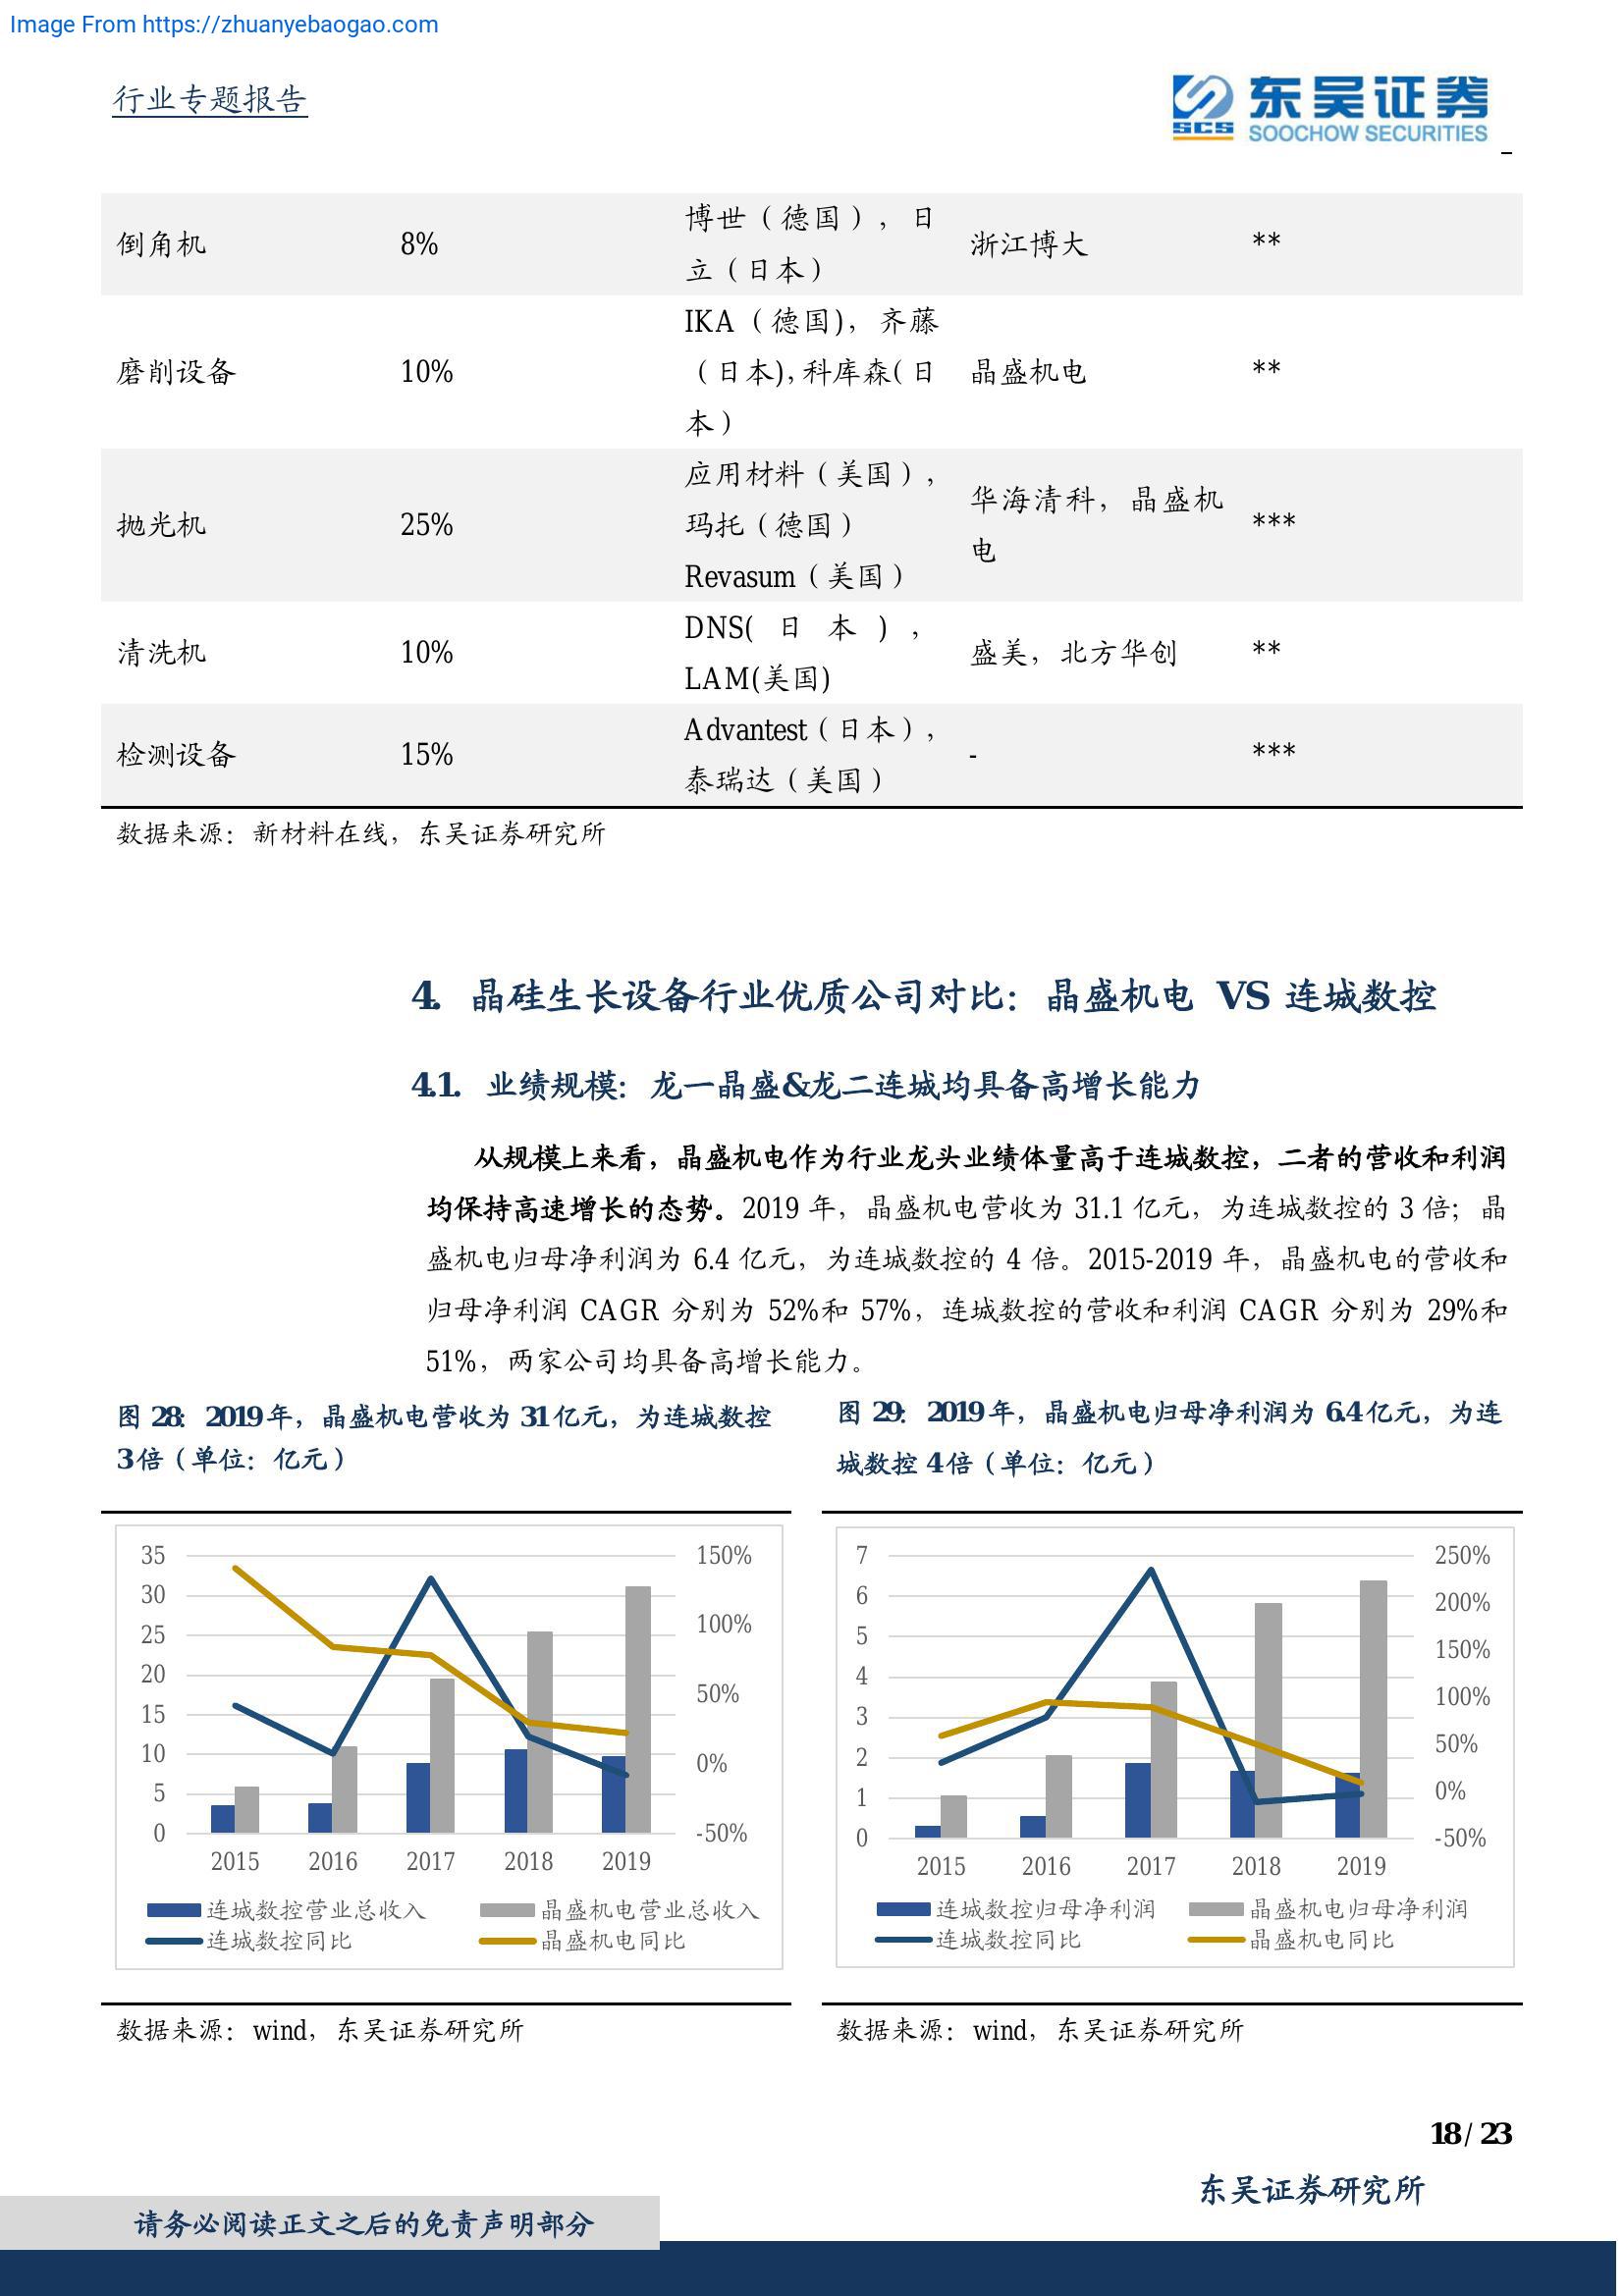 Image From https://zhuanyebaogao.com
行业专题报告
SCS
东吴证券
SOOCHOW SECURITIES
倒角机 8% 博世（德国），日立（日本） 浙江博大 **
磨削设备 10% IKA（德国），齐藤（日本），科库森（日本） 晶盛机电 **
抛光机 25% 应用材料（美国），玛托（德国）Revasum（美国） 华海清科，晶盛机电 ***
清洗机 10% DNS(日本)，LAM(美国) 盛美，北方华创 **
检测设备 15% Advantest（日本），泰瑞达（美国） - ***
数据来源：新材料在线，东吴证券研究所
4. 晶硅生长设备行业优质公司对比：晶盛机电 VS 连城数控
4.1. 业绩规模：龙一晶盛&龙二连城均具备高增长能力
从规模上来看，晶盛机电作为行业龙头业绩体量高于连城数控，二者的营收和利润
均保持高速增长的态势。2019 年，晶盛机电营收为 31.1 亿元，为连城数控的 3 倍；晶
盛机电归母净利润为 6.4 亿元，为连城数控的 4 倍。2015-2019 年，晶盛机电的营收和
归母净利润 CAGR 分别为 52%和 57%，连城数控的营收和利润 CAGR 分别为 29%和
51%，两家公司均具备高增长能力。
图 28：2019 年，晶盛机电营收为 31 亿元，为连城数控
3 倍（单位：亿元）
35
30
25
20
15
10
5
0
150%
100%
50%
0%
-50%
2015 2016 2017 2018 2019
连城数控营业总收入 晶盛机电营业总收入
连城数控同比 晶盛机电同比
数据来源：wind，东吴证券研究所
图 29：2019 年，晶盛机电归母净利润为 6.4 亿元，为连
城数控 4 倍（单位：亿元）
7
6
5
4
3
2
1
0
250%
200%
150%
100%
50%
0%
-50%
2015 2016 2017 2018 2019
连城数控归母净利润 晶盛机电归母净利润
连城数控同比 晶盛机电同比
数据来源：wind，东吴证券研究所
18 / 23
东吴证券研究所
请务必阅读正文之后的免责声明部分